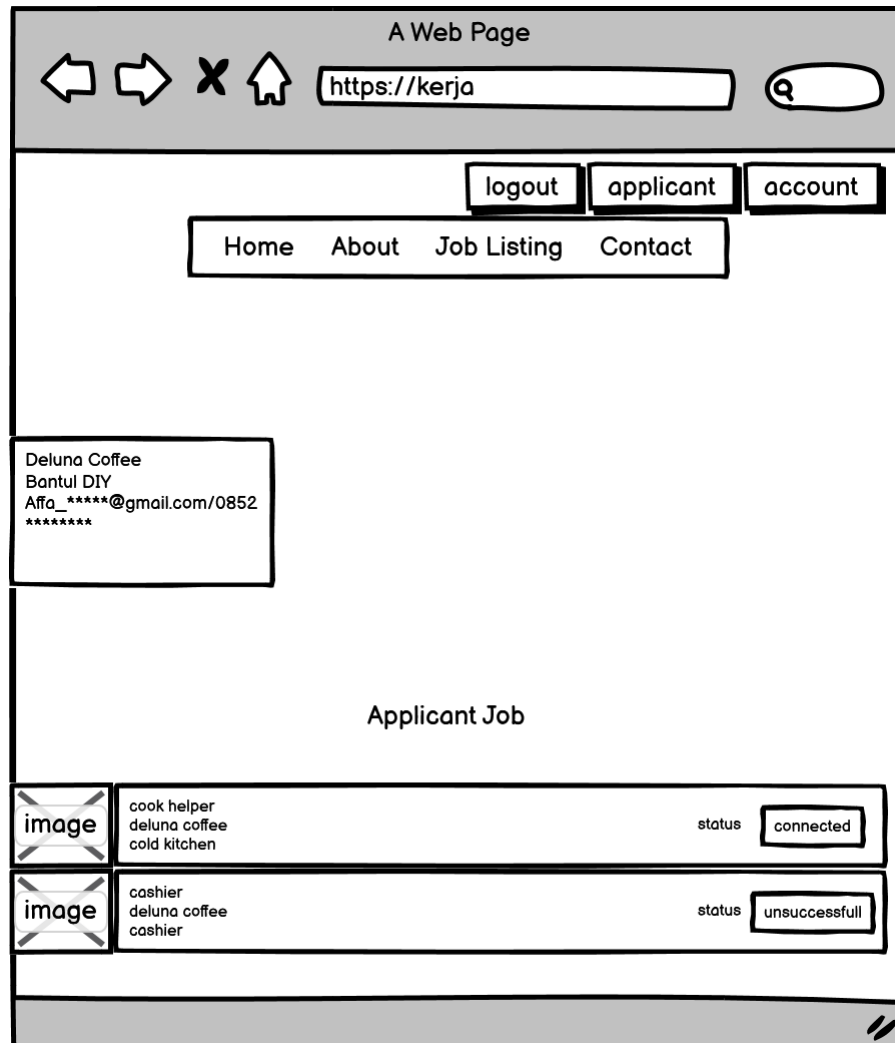 A Web Page
https://kerja
logout applicant account
Home About Job Listing Contact
Deluna Coffee
Bantul DIY
Affa_*****@gmail.com/0852
********
Applicant Job
image
cook helper
deluna coffee
cold kitchen
status connected
image
cashier
deluna coffee
cashier
status unsuccessfull